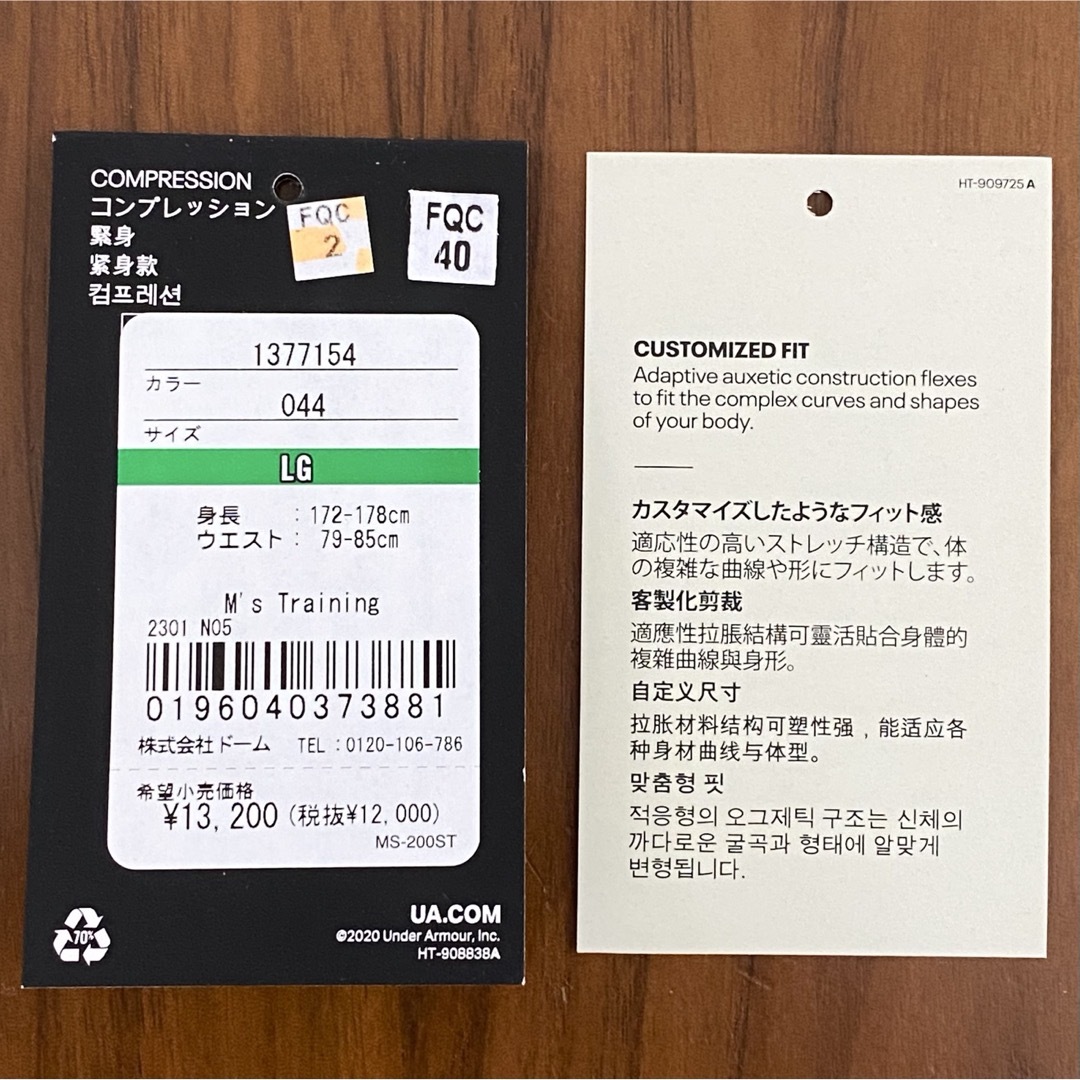 COMPRESSION
コンプレッション
緊身
紧身款
컴프레션
FQC
2
FQC
40
1377154
カラー
044
サイズ
LG
身長 : 172-178cm
ウエスト : 79-85cm
M's Training
2301 N05
0196040373881
株式会社ドーム TEL:0120-106-786
希望小売価格
¥13,200 (税抜¥12,000)
MS-200ST
70%
UA.COM
©2020 Under Armour, Inc.
HT-908838A
HT-909725 A
CUSTOMIZED FIT
Adaptive auxetic construction flexes
to fit the complex curves and shapes
of your body.
カスタマイズしたようなフィット感
適応性の高いストレッチ構造で、体
の複雑な曲線や形にフィットします。
客製化剪裁
適應性拉脹結構可靈活貼合身體的
複雜曲線與身形。
自定义尺寸
拉胀材料结构可塑性强，能适应各
种身材曲线与体型。
맞춤형 핏
적응형의 오그제틱 구조는 신체의
까다로운 굴곡과 형태에 알맞게
변형됩니다.